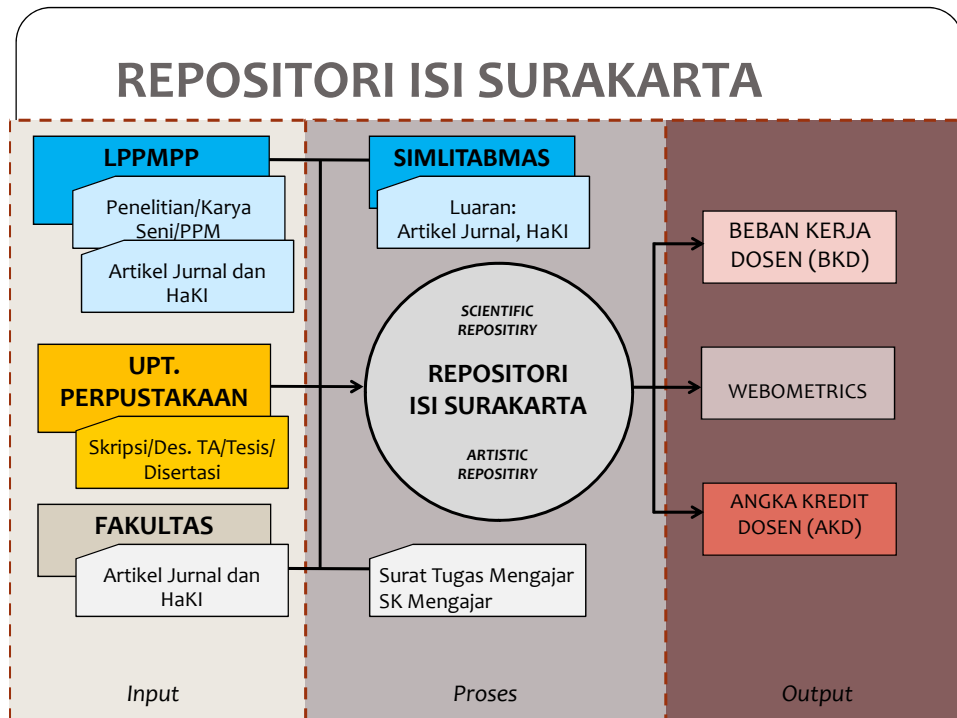 REPOSITORI ISI SURAKARTA
LPPMPP
Penelitian/Karya
Seni/PPM
Artikel Jurnal dan
HaKI
UPT.
PERPUSTAKAAN
Skripsi/Des. TA/Tesis/
Disertasi
FAKULTAS
Artikel Jurnal dan
HaKI
Input
SIMLITABMAS
Luaran:
Artikel Jurnal, HaKI
SCIENTIFIC
REPOSITIRY
REPOSITORI
ISI SURAKARTA
ARTISTIC
REPOSITIRY
Surat Tugas Mengajar
SK Mengajar
Proses
BEBAN KERJA
DOSEN (BKD)
WEBOMETRICS
ANGKA KREDIT
DOSEN (AKD)
Output